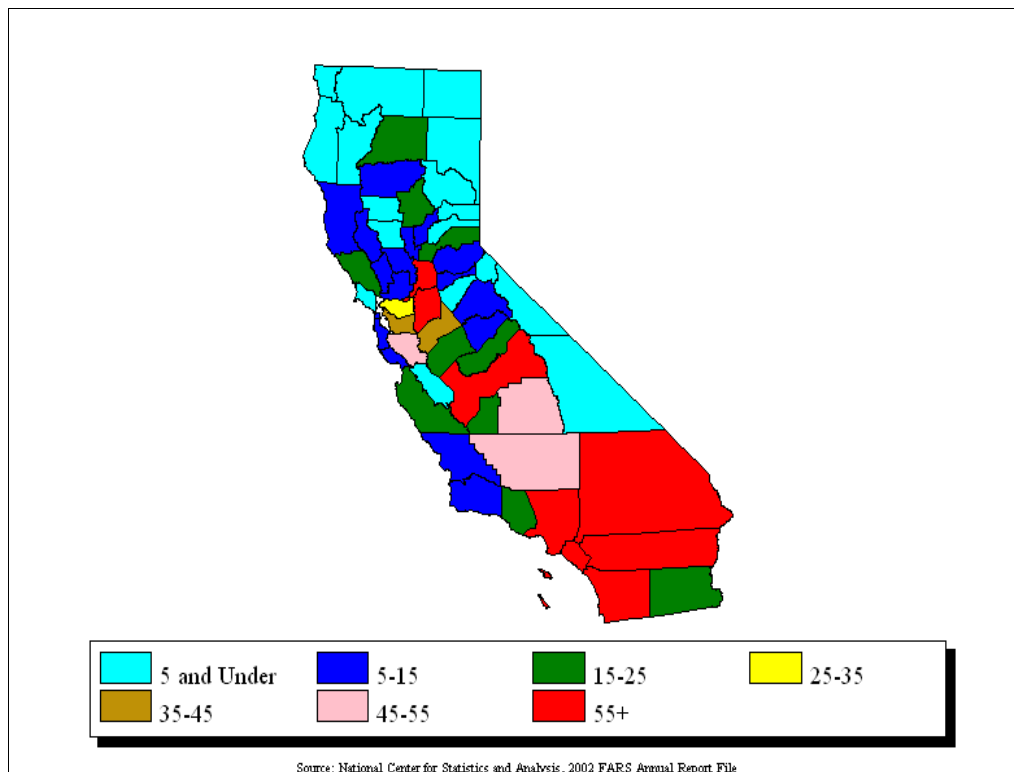 5 and Under 5-15 15-25 25-35
35-45 45-55 55+
Source: National Center for Statistics and Analysis, 2002 FARS Annual Report File